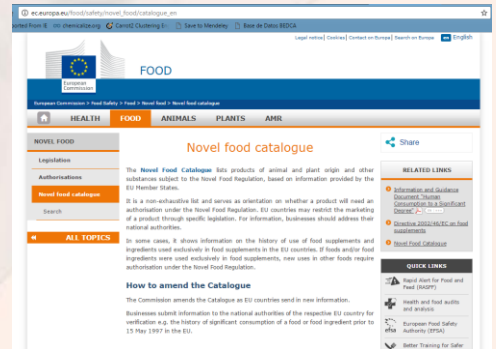 ec.europa.eu/food/safety/novel_food/catalogue_en
ported From IE chemicalize.org Carrot2 Clustering En Save to Mendeley Base de Datos BEDCA
Legal notice | Cookies | Contact on Europa | Search on Europa English
European
Commission
FOOD
European Commission > Food Safety > Food > Novel food > Novel food catalogue
HEALTH FOOD ANIMALS PLANTS AMR
NOVEL FOOD
Legislation
Authorisations
Novel food catalogue
Search
ALL TOPICS
Novel food catalogue
The Novel Food Catalogue lists products of animal and plant origin and other
substances subject to the Novel Food Regulation, based on information provided by the
EU Member States.
It is a non-exhaustive list and serves as orientation on whether a product will need an
authorisation under the Novel Food Regulation. EU countries may restrict the marketing
of a product through specific legislation. For information, businesses should address their
national authorities.
In some cases, it shows information on the history of use of food supplements and
ingredients used exclusively in food supplements in the EU countries. If foods and/or food
ingredients were used exclusively in food supplements, new uses in other foods require
authorisation under the Novel Food Regulation.
How to amend the Catalogue
The Commission amends the Catalogue as EU countries send in new information.
Businesses submit information to the national authorities of the respective EU country for
verification e.g. the history of significant consumption of a food or food ingredient prior to
15 May 1997 in the EU.
Share
RELATED LINKS
Information and Guidance
Document "Human
Consumption to a Significant
Degree"
Directive 2002/46/EC on food
supplements
Novel Food Catalogue
QUICK LINKS
Rapid Alert for Food and
Feed (RASFF)
Health and food audits
and analysis
efsa
European Food Safety
Authority (EFSA)
Better Training for Safer